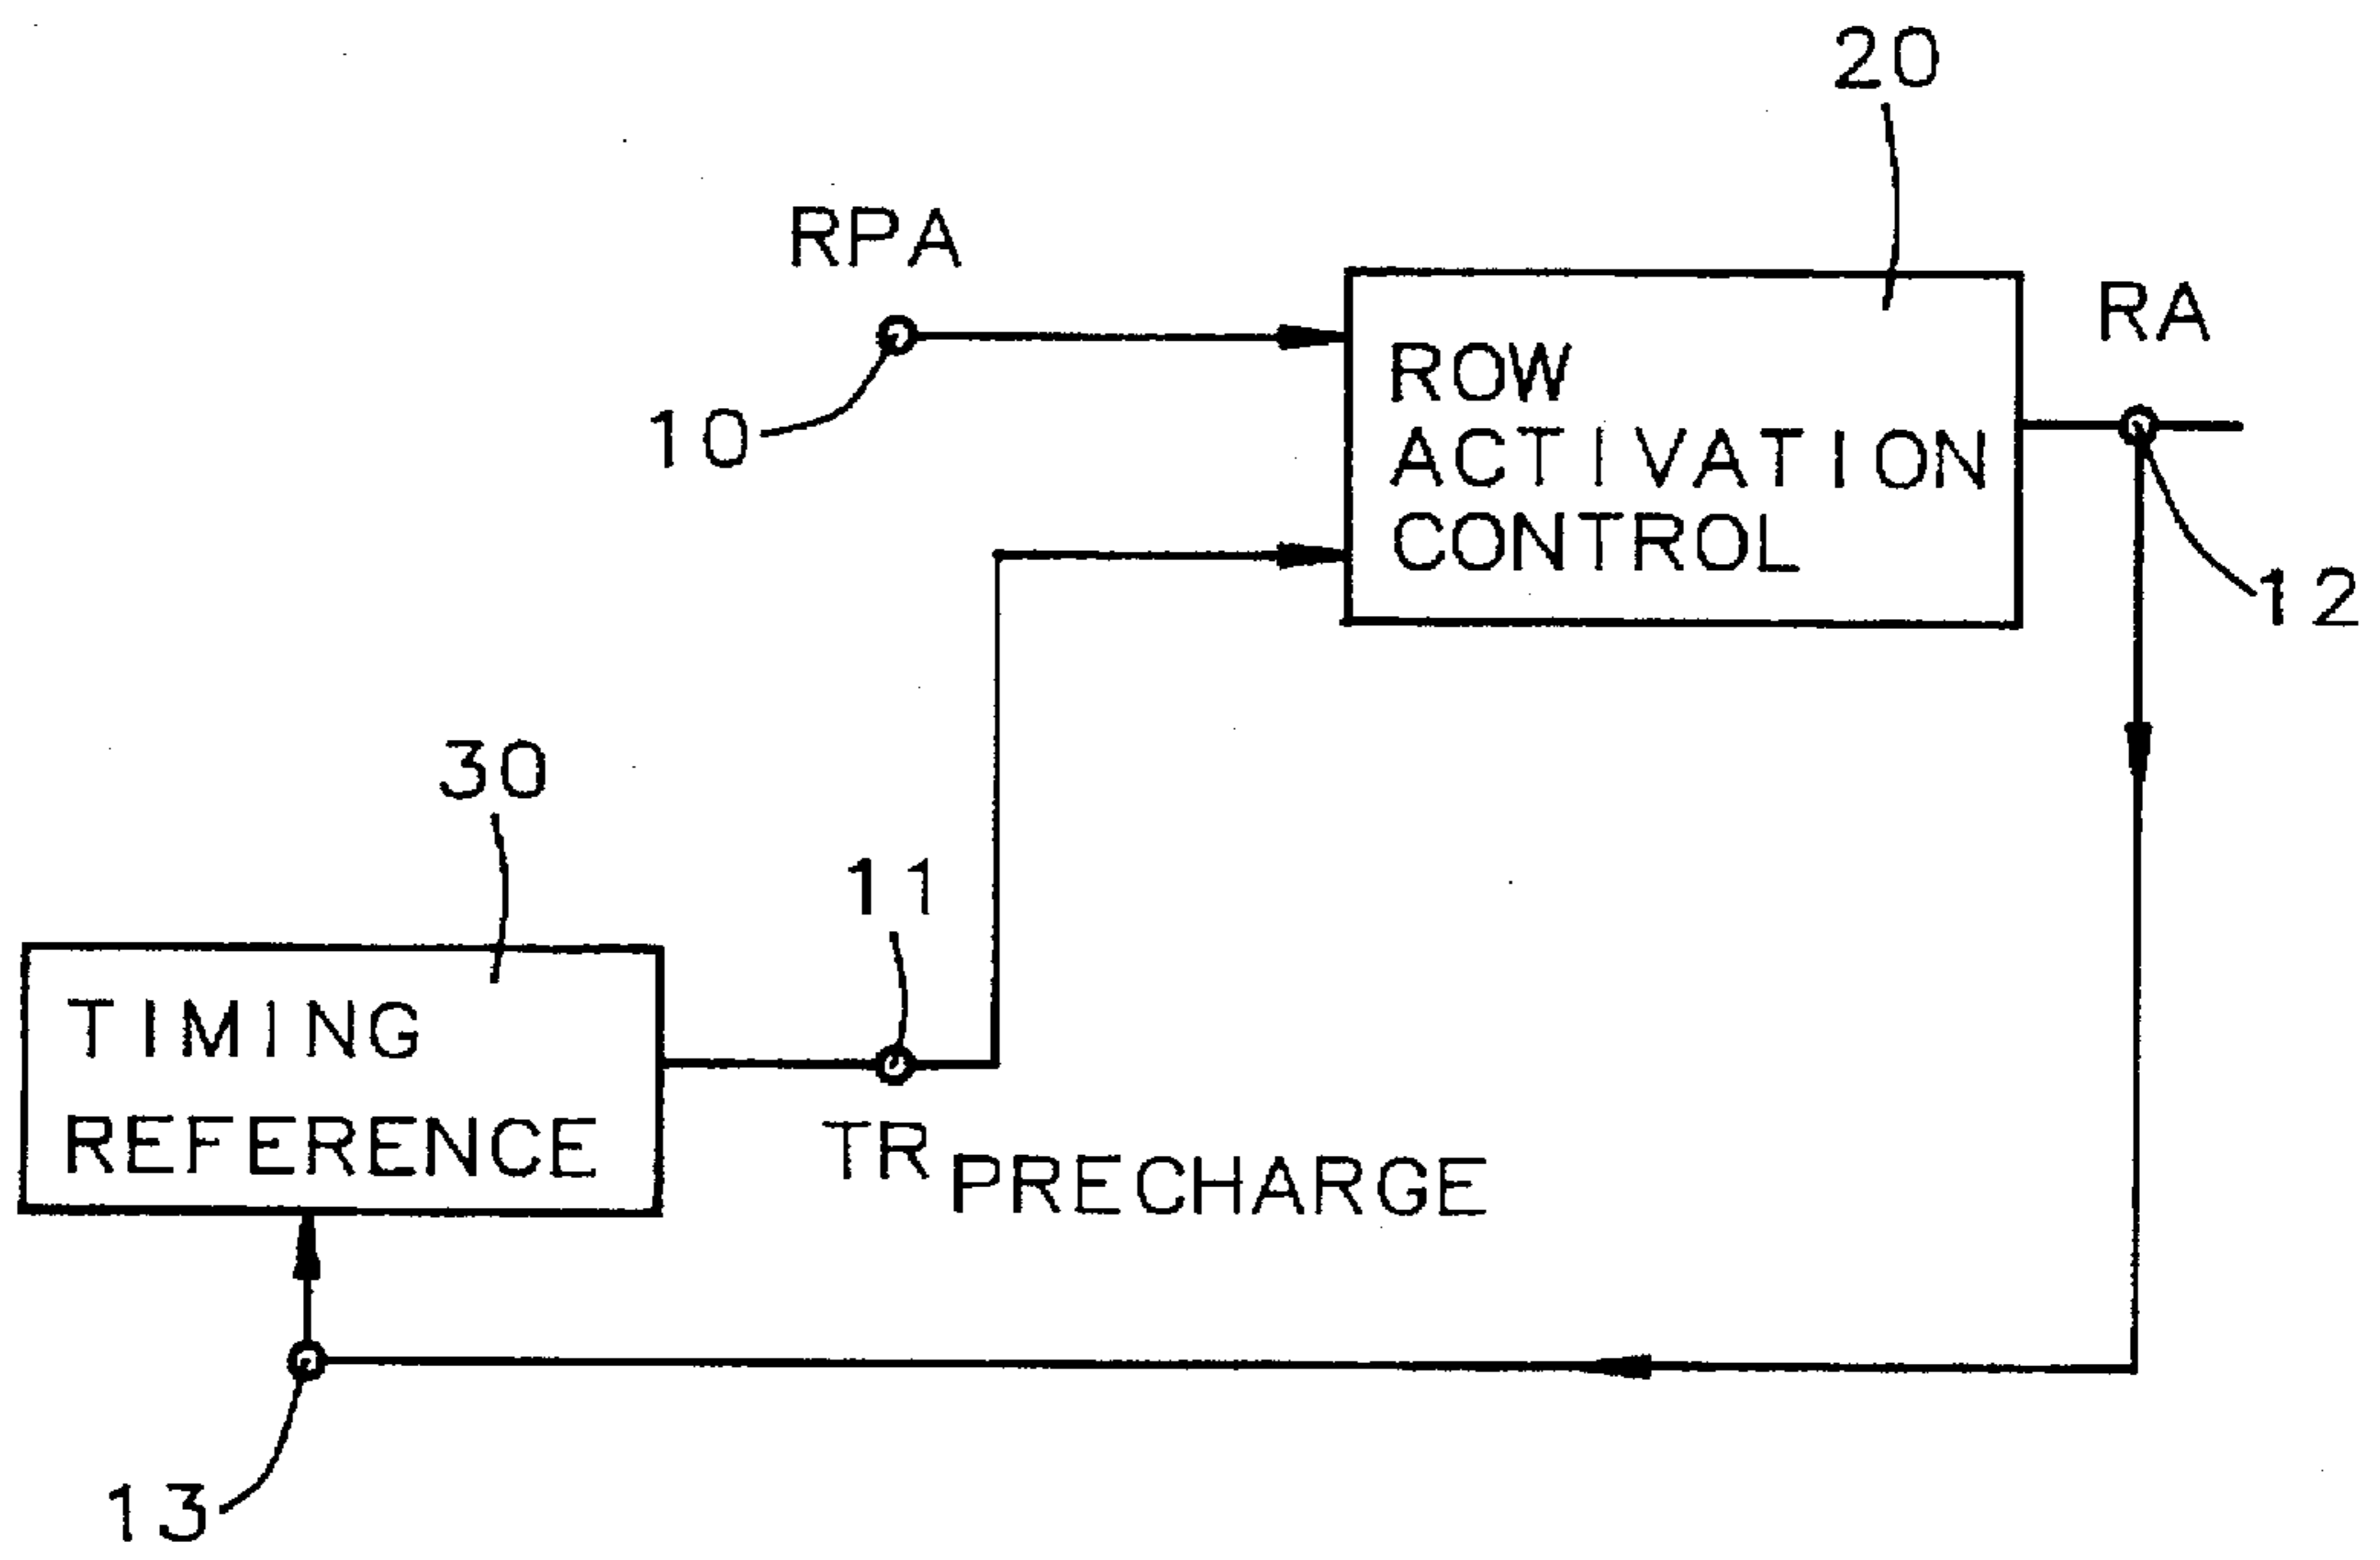 20
RPA
RA
10
ROW
ACTIVATION
CONTROL
12
30
11
TIMING
REFERENCE
TR PRECHARGE
13